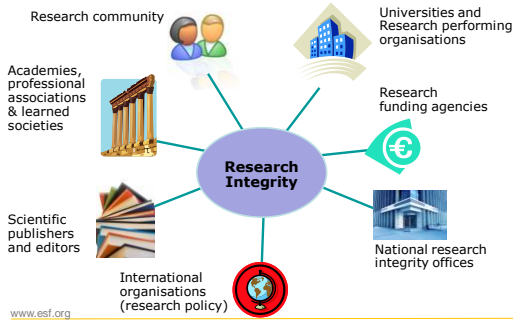 Research community
Universities and
Research performing
organisations
Academies,
professional
associations
& learned
societies
Research
funding agencies
Research
Integrity
Scientific
publishers
and editors
National research
integrity offices
International
organisations
(research policy)
www.esf.org